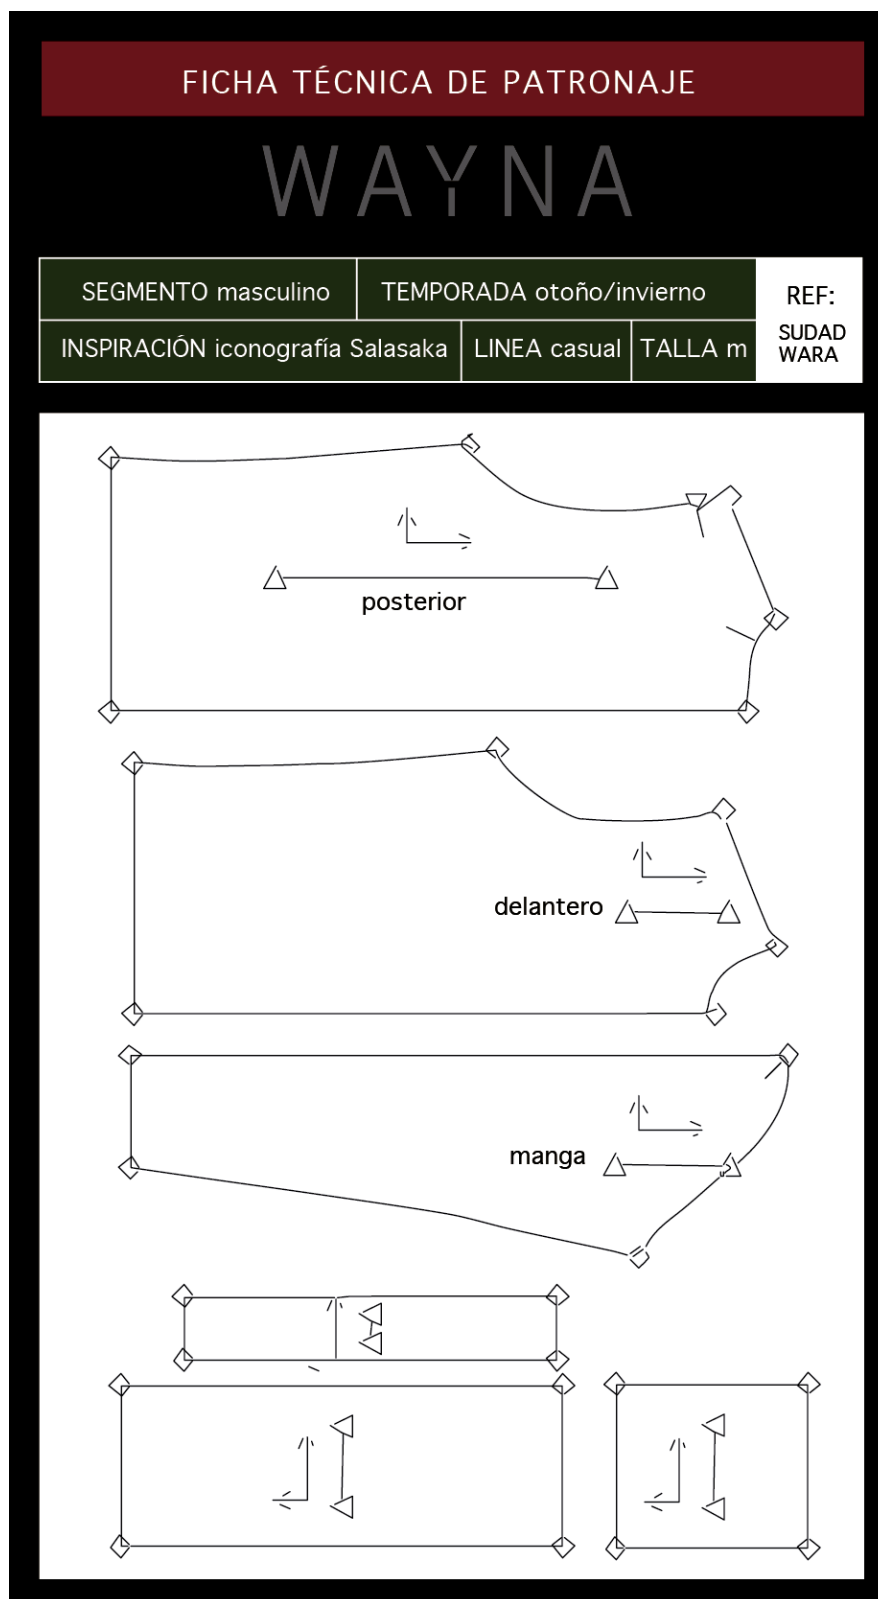 FICHA TÉCNICA DE PATRONAJE
WAYNA
SEGMENTO masculino
TEMPORADA otoño/invierno
REF:
SUDAD
WARA
INSPIRACIÓN iconografía Salasaka
LINEA casual
TALLA m
posterior
delantero
manga